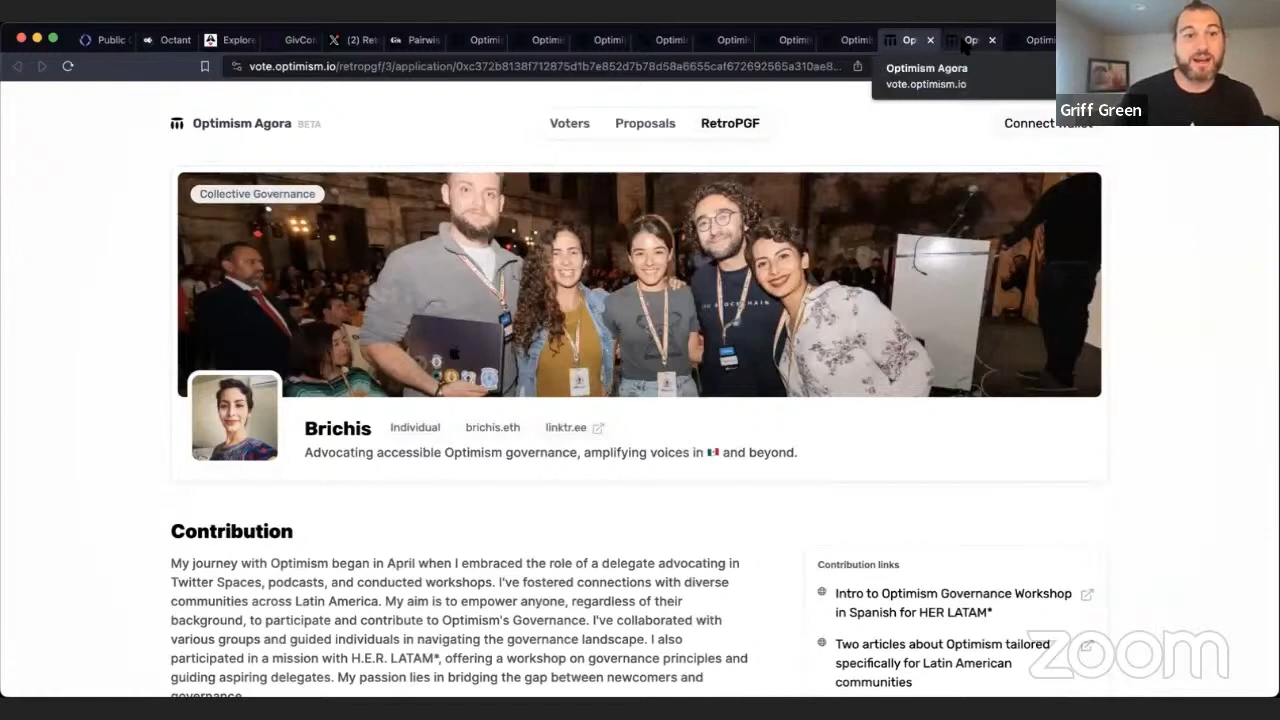 Public
Octant
Explore
GivCon
(2) Ret
Pairwis
Optimi
Optimi
Optimi
Optimi
Optimi
Optimi
Optimis
Op
Op
Optimi
vote.optimism.io/retropgf/3/application/0xc372b8138f712875d1b7e852d7b78d58a6655caf672692565a310ae8...
Optimism Agora
vote.optimism.io
Griff Green
Optimism Agora BETA
Voters
Proposals
RetroPGF
Connect Wallet
Collective Governance
Brichis Individual brichis.eth linktr.ee
Advocating accessible Optimism governance, amplifying voices in 🇲🇽 and beyond.
Contribution
My journey with Optimism began in April when I embraced the role of a delegate advocating in
Twitter Spaces, podcasts, and conducted workshops. I've fostered connections with diverse
communities across Latin America. My aim is to empower anyone, regardless of their
background, to participate and contribute to Optimism's Governance. I've collaborated with
various groups and guided individuals in navigating the governance landscape. I also
participated in a mission with H.E.R. LATAM*, offering a workshop on governance principles and
guiding aspiring delegates. My passion lies in bridging the gap between newcomers and
governance.
Contribution links
Intro to Optimism Governance Workshop
in Spanish for HER LATAM*
Two articles about Optimism tailored
specifically for Latin American
communities
zoom